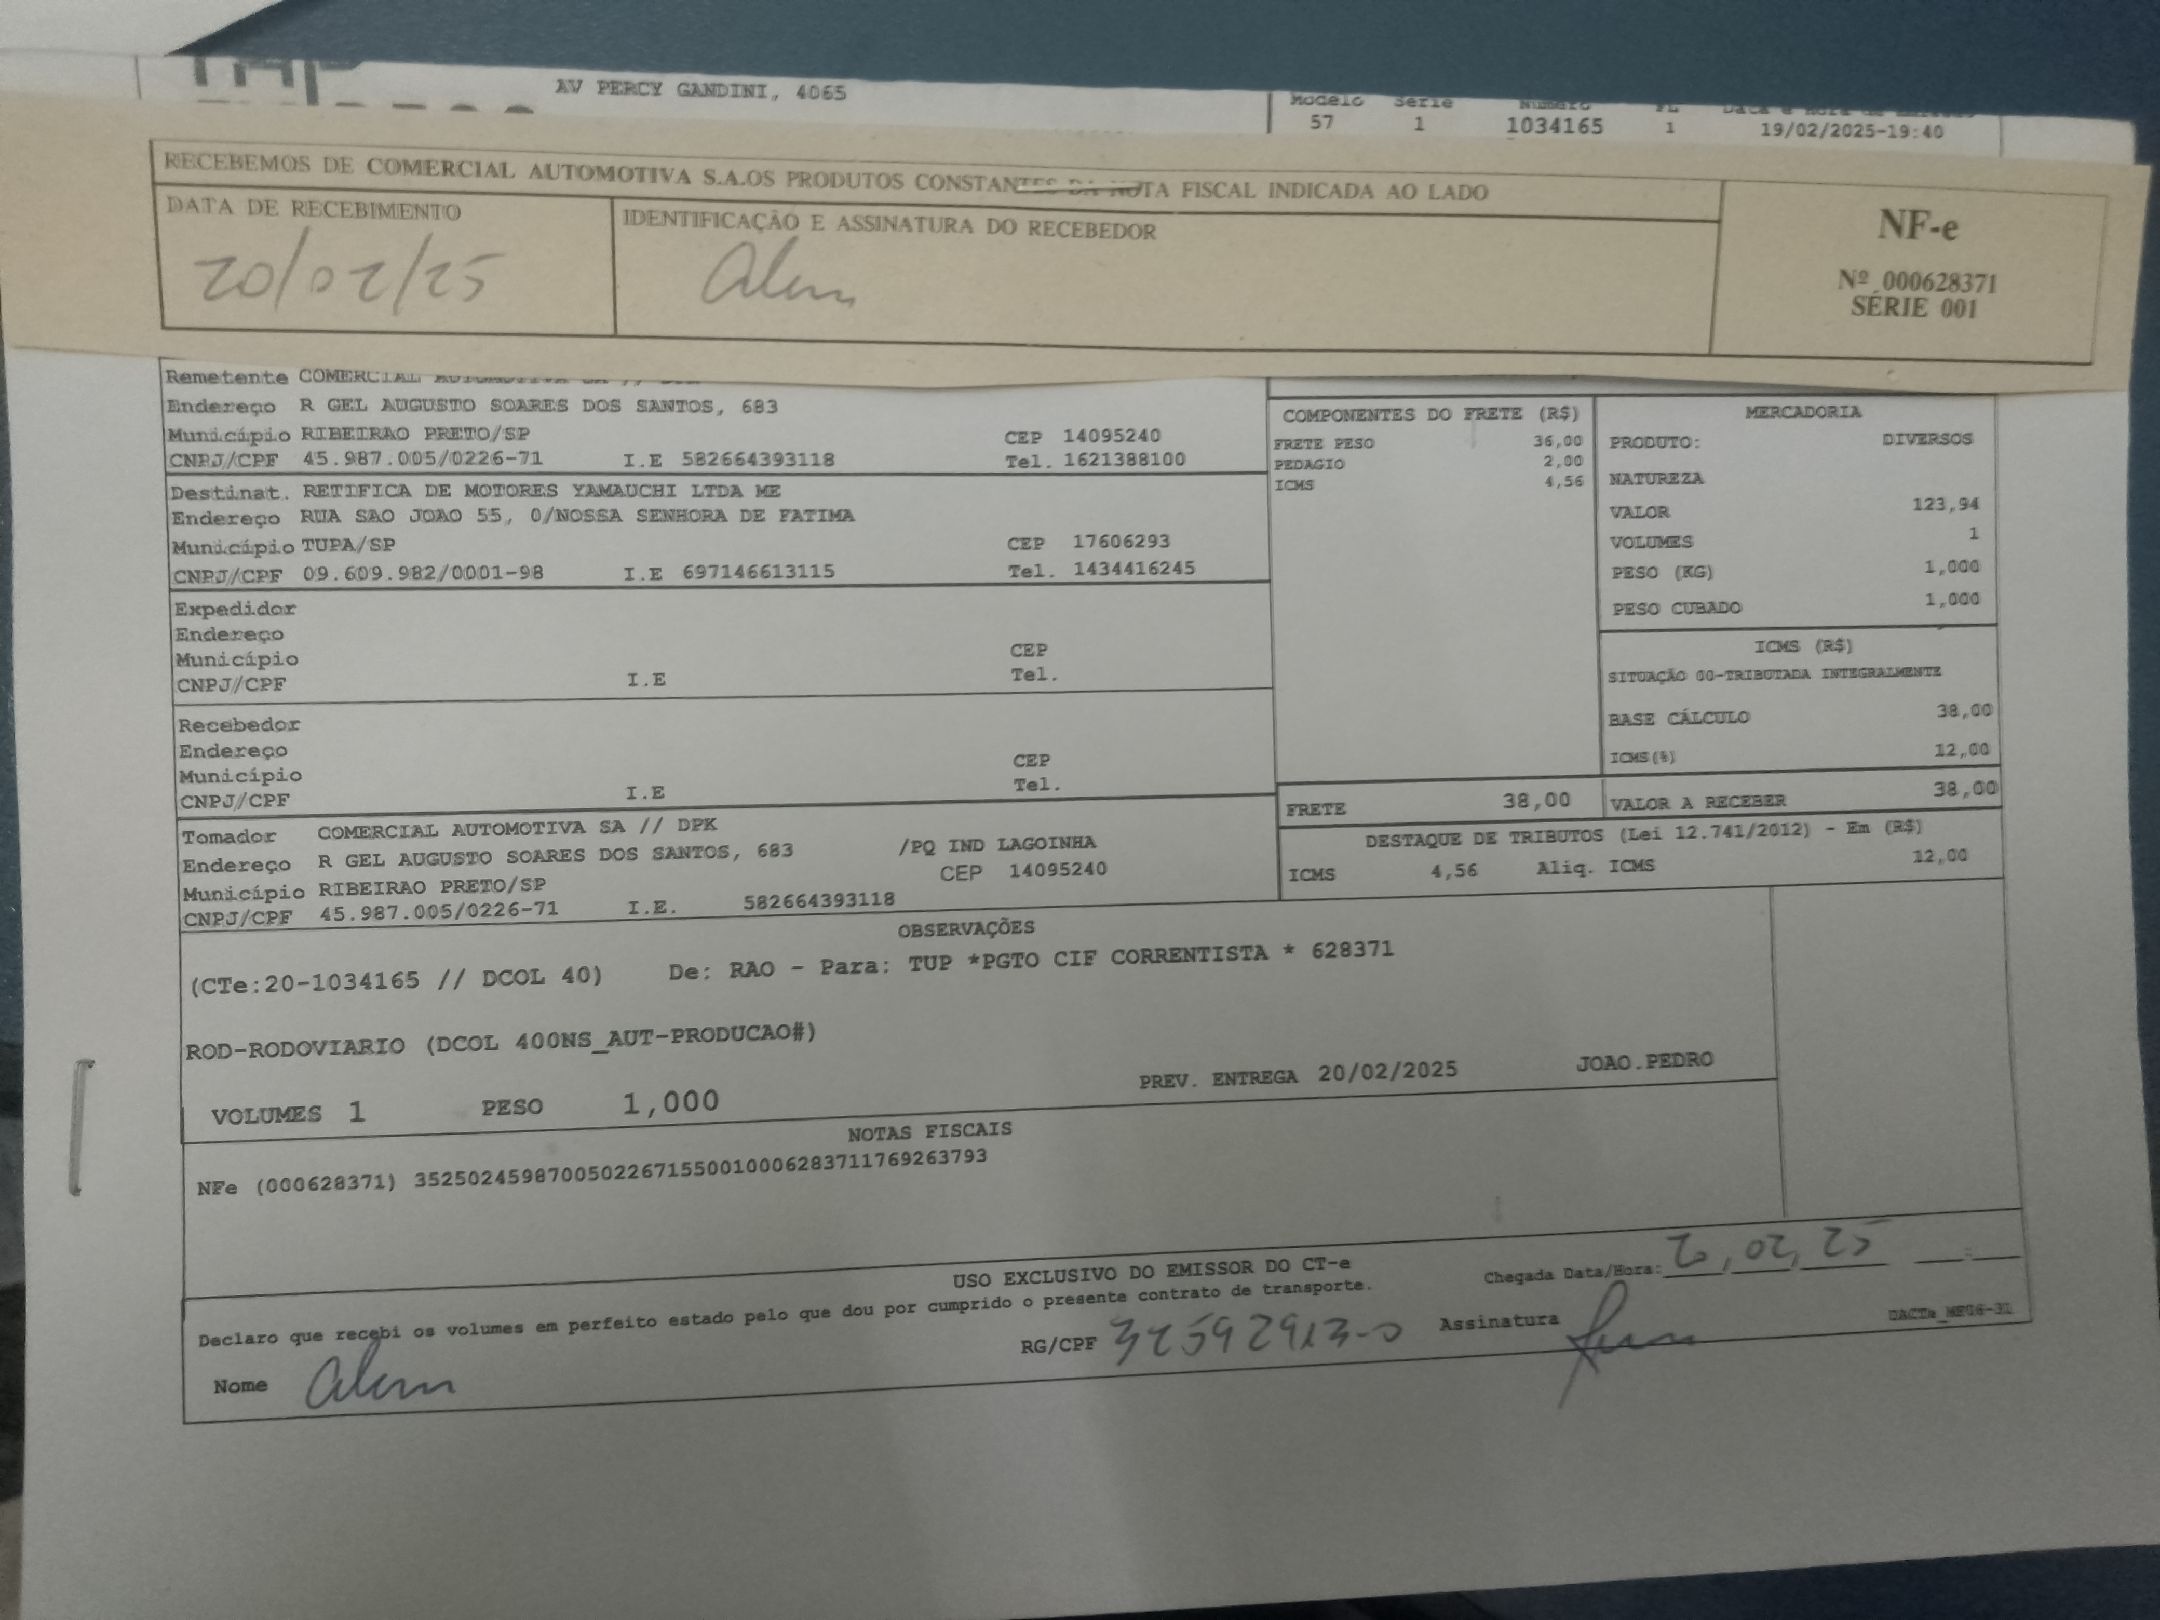 AV PERCY GANDINI, 4065
Modelo Série Número FL Data e Hora de
57 1 1034165 1 19/02/2025-19:40
RECEBEMOS DE COMERCIAL AUTOMOTIVA S.A.OS PRODUTOS CONSTANTES DA NOTA FISCAL INDICADA AO LADO
DATA DE RECEBIMENTO
20/02/25
IDENTIFICAÇÃO E ASSINATURA DO RECEBEDOR
NF-e
Nº 000628371
SÉRIE 001
Remetente COMERCIAL AUTOMOTIVA SA //
Endereço R GEL AUGUSTO SOARES DOS SANTOS, 683
Município RIBEIRAO PRETO/SP CEP 14095240
CNPJ/CPF 45.987.005/0226-71 I.E 582664393118 Tel. 1621388100
Destinat. RETIFICA DE MOTORES YAMAUCHI LTDA ME
Endereço RUA SAO JOAO 55, 0/NOSSA SENHORA DE FATIMA
Município TUPA/SP CEP 17606293
CNPJ/CPF 09.609.982/0001-98 I.E 697146613115 Tel. 1434416245
Expedidor
Endereço
Município CEP
CNPJ/CPF I.E Tel.
Recebedor
Endereço
Município CEP
CNPJ/CPF I.E Tel.
Tomador COMERCIAL AUTOMOTIVA SA // DPK
Endereço R GEL AUGUSTO SOARES DOS SANTOS, 683 /PQ IND LAGOINHA
Município RIBEIRAO PRETO/SP CEP 14095240
CNPJ/CPF 45.987.005/0226-71 I.E. 582664393118
COMPONENTES DO FRETE (R$)
FRETE PESO 36,00
PEDAGIO 2,00
ICMS 4,56
MERCADORIA
PRODUTO: DIVERSOS
NATUREZA
VALOR 123,94
VOLUMES 1
PESO (KG) 1,000
PESO CUBADO 1,000
ICMS (R$)
SITUAÇÃO 00-TRIBUTADA INTEGRALMENTE
BASE CÁLCULO 38,00
ICMS(%) 12,00
FRETE 38,00 VALOR A RECEBER 38,00
DESTAQUE DE TRIBUTOS (Lei 12.741/2012) - Em (R$)
ICMS 4,56 Aliq. ICMS 12,00
OBSERVAÇÕES
(CTe:20-1034165 // DCOL 40) De: RAO - Para: TUP *PGTO CIF CORRENTISTA * 628371
ROD-RODOVIARIO (DCOL 400NS_AUT-PRODUCAO#)
VOLUMES 1 PESO 1,000 PREV. ENTREGA 20/02/2025 JOAO.PEDRO
NOTAS FISCAIS
NFe (000628371) 35250245987005022671550010006283711769263793
USO EXCLUSIVO DO EMISSOR DO CT-e
Declaro que recebi os volumes em perfeito estado pelo que dou por cumprido o presente contrato de transporte.
Chegada Data/Hora: 20, 02, 25 :
Nome
RG/CPF 32592913-0 Assinatura